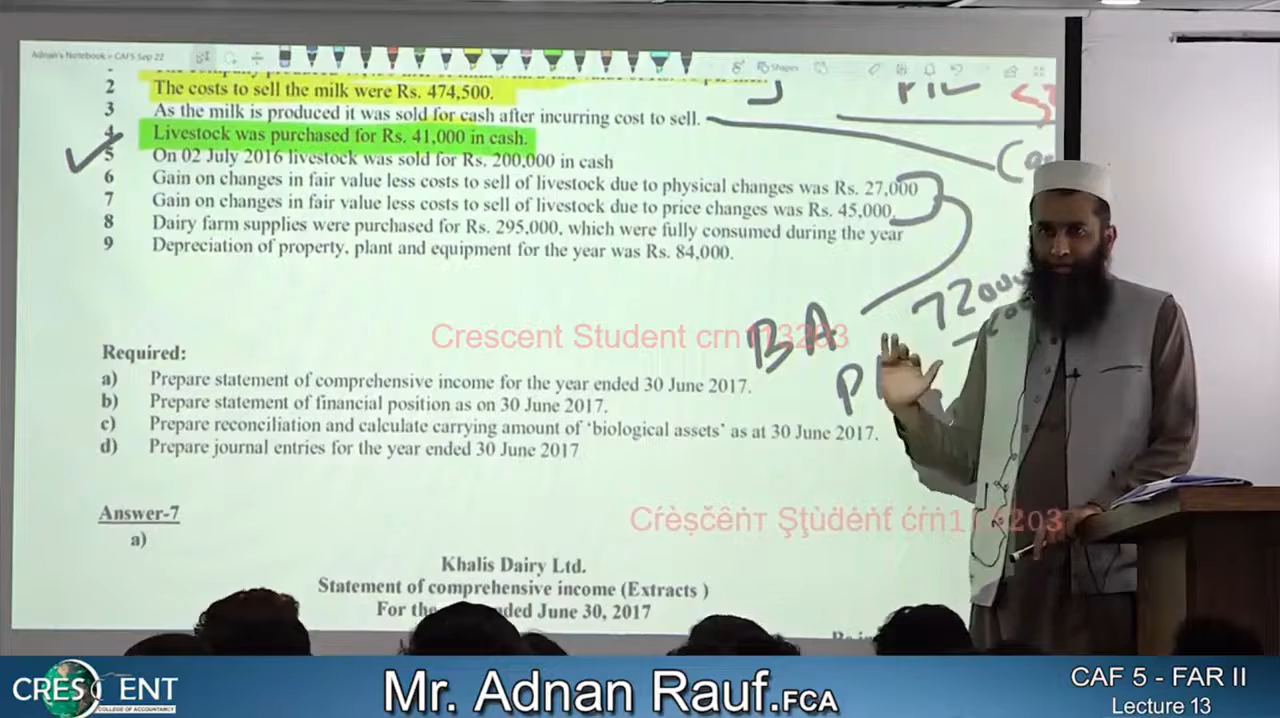 Adnan's Notebook » CAF5 Sep 22
Shapes
2 The costs to sell the milk were Rs. 474,500.
3 As the milk is produced it was sold for cash after incurring cost to sell.
4 Livestock was purchased for Rs. 41,000 in cash.
5 On 02 July 2016 livestock was sold for Rs. 200,000 in cash
6 Gain on changes in fair value less costs to sell of livestock due to physical changes was Rs. 27,000
7 Gain on changes in fair value less costs to sell of livestock due to price changes was Rs. 45,000.
8 Dairy farm supplies were purchased for Rs. 295,000, which were fully consumed during the year
9 Depreciation of property, plant and equipment for the year was Rs. 84,000.
BA
Crescent Student crn113203
Required:
a) Prepare statement of comprehensive income for the year ended 30 June 2017.
b) Prepare statement of financial position as on 30 June 2017.
c) Prepare reconciliation and calculate carrying amount of 'biological assets' as at 30 June 2017.
d) Prepare journal entries for the year ended 30 June 2017
Answer-7
a)
Khalis Dairy Ltd.
Statement of comprehensive income (Extracts )
For the ded June 30, 2017
CRESCENT
COLLEGE OF ACCOUNTANCY
Mr. Adnan Rauf.FCA
CAF 5 - FAR II
Lecture 13